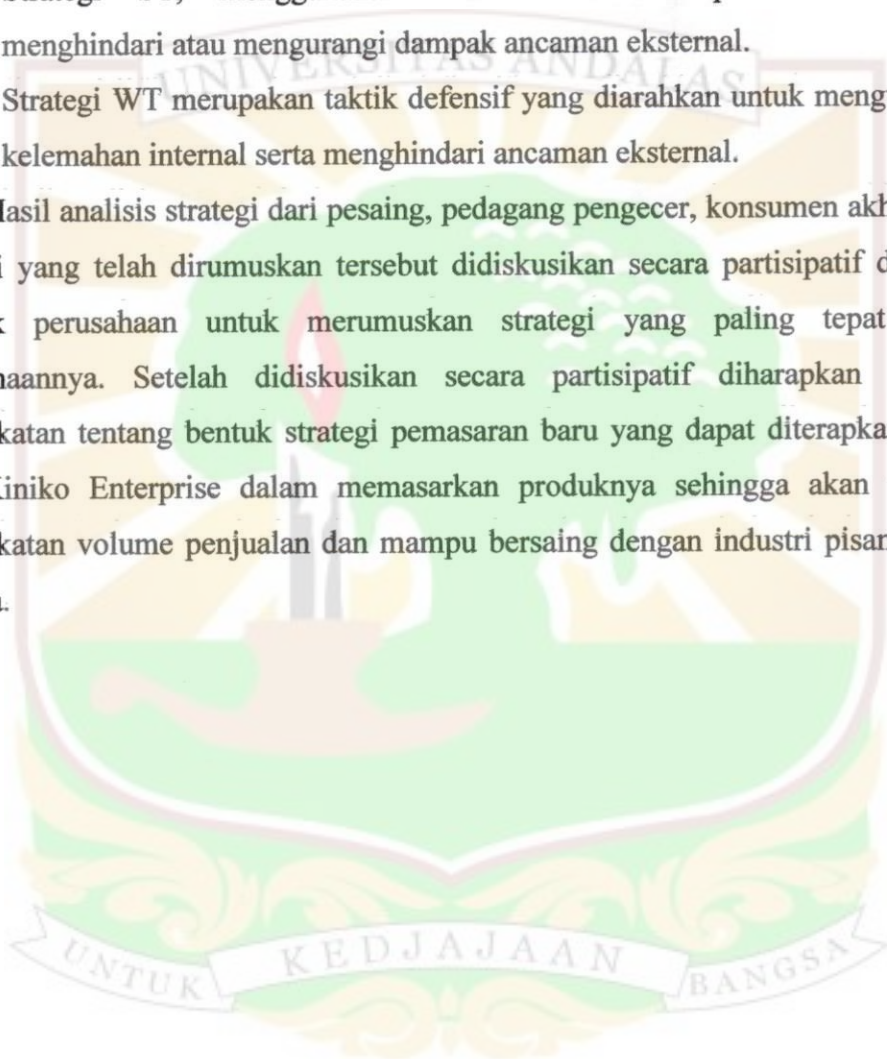 menghindari atau mengurangi dampak ancaman eksternal.
UNIVERSITAS ANDALAS
Strategi WT merupakan taktik defensif yang diarahkan untuk meng
kelemahan internal serta menghindari ancaman eksternal.
Hasil analisis strategi dari pesaing, pedagang pengecer, konsumen akh
i yang telah dirumuskan tersebut didiskusikan secara partisipatif d
k perusahaan untuk merumuskan strategi yang paling tepat
naannya. Setelah didiskusikan secara partisipatif diharapkan
katan tentang bentuk strategi pemasaran baru yang dapat diterapka
Kiniko Enterprise dalam memasarkan produknya sehingga akan
katan volume penjualan dan mampu bersaing dengan industri pisan
UNTUK KEDJAJAAN BANGSA